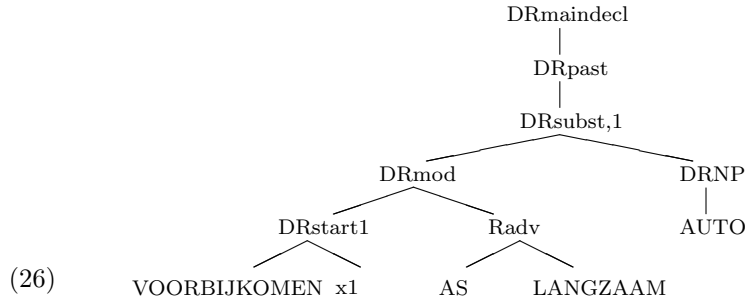 DRmaindecl
DRpast
DRsubst,1
DRmod DRNP
DRstart1 Radv AUTO
(26) VOORBIJKOMEN x1 AS LANGZAAM